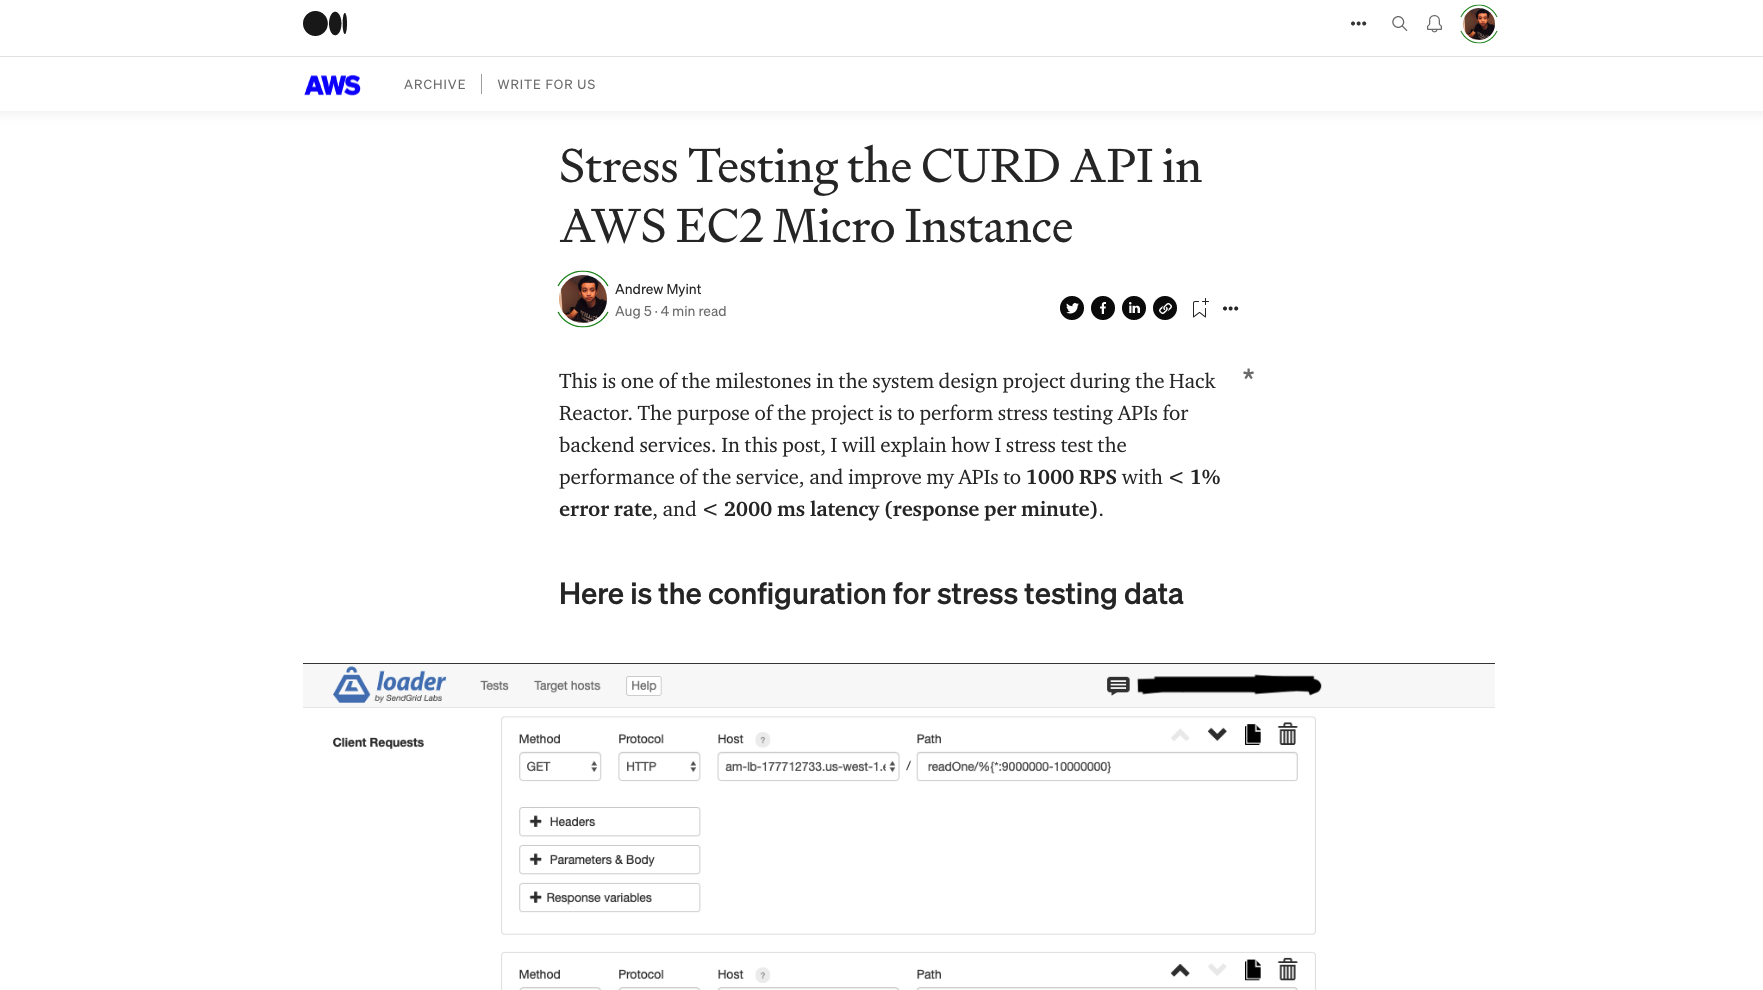 AWS
ARCHIVE
WRITE FOR US
Stress Testing the CURD API in
AWS EC2 Micro Instance
Andrew Myint
Aug 5 · 4 min read
This is one of the milestones in the system design project during the Hack
Reactor. The purpose of the project is to perform stress testing APIs for
backend services. In this post, I will explain how I stress test the
performance of the service, and improve my APIs to 1000 RPS with < 1%
error rate, and < 2000 ms latency (response per minute).
*
Here is the configuration for stress testing data
loader
by SendGrid Labs
Tests
Target hosts
Help
Client Requests
Method
Protocol
Host ?
Path
GET
HTTP
am-lb-177712733.us-west-1.e
/
readOne/%{*:9000000-10000000}
+ Headers
+ Parameters & Body
+ Response variables
Method
Protocol
Host ?
Path